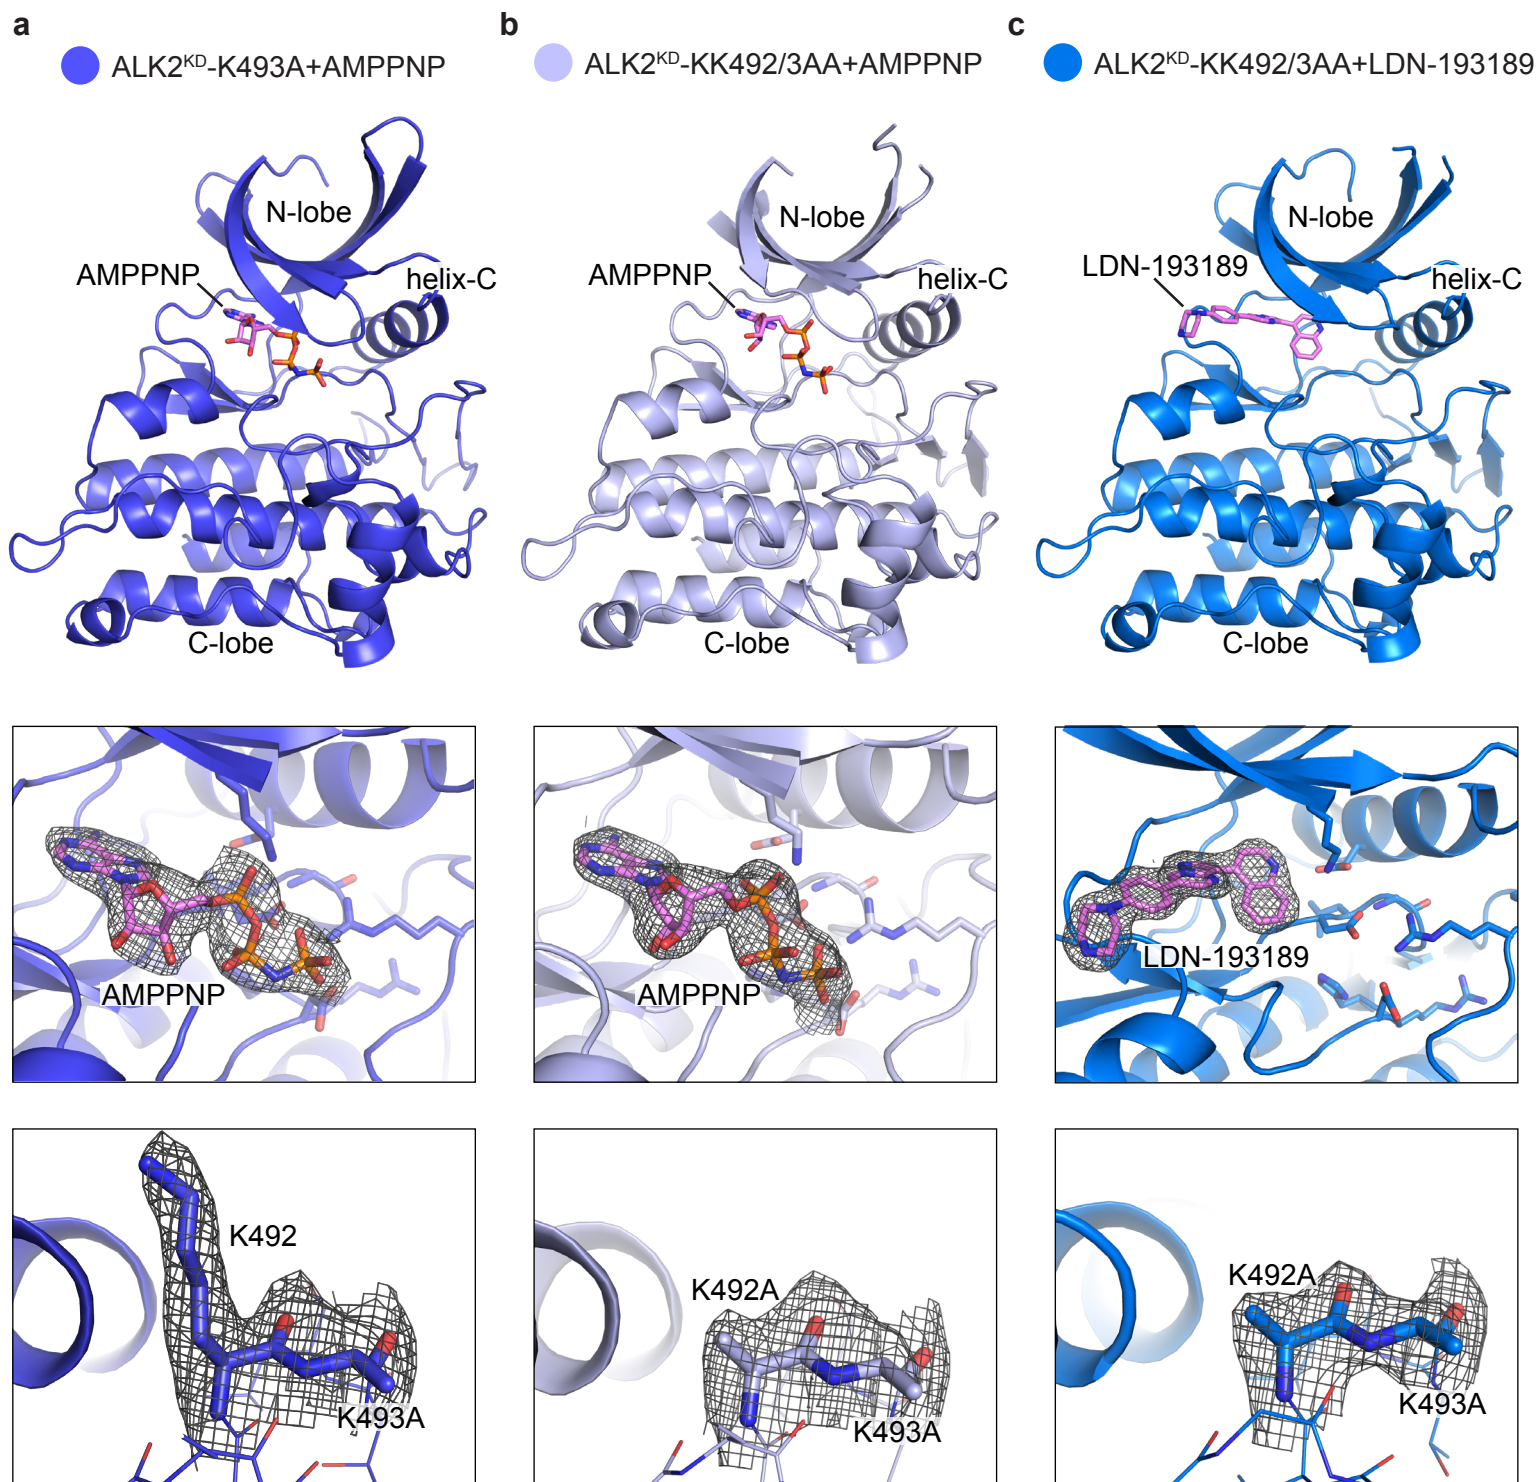 a
b
c
ALK2KD-K493A+AMPPNP
ALK2KD-KK492/3AA+AMPPNP
ALK2KD-KK492/3AA+LDN-193189
N-lobe
N-lobe
N-lobe
AMPPNP
helix-C
AMPPNP
helix-C
LDN-193189
helix-C
C-lobe
C-lobe
C-lobe
AMPPNP
AMPPNP
LDN-193189
K492
K493A
K492A
K493A
K492A
K493A